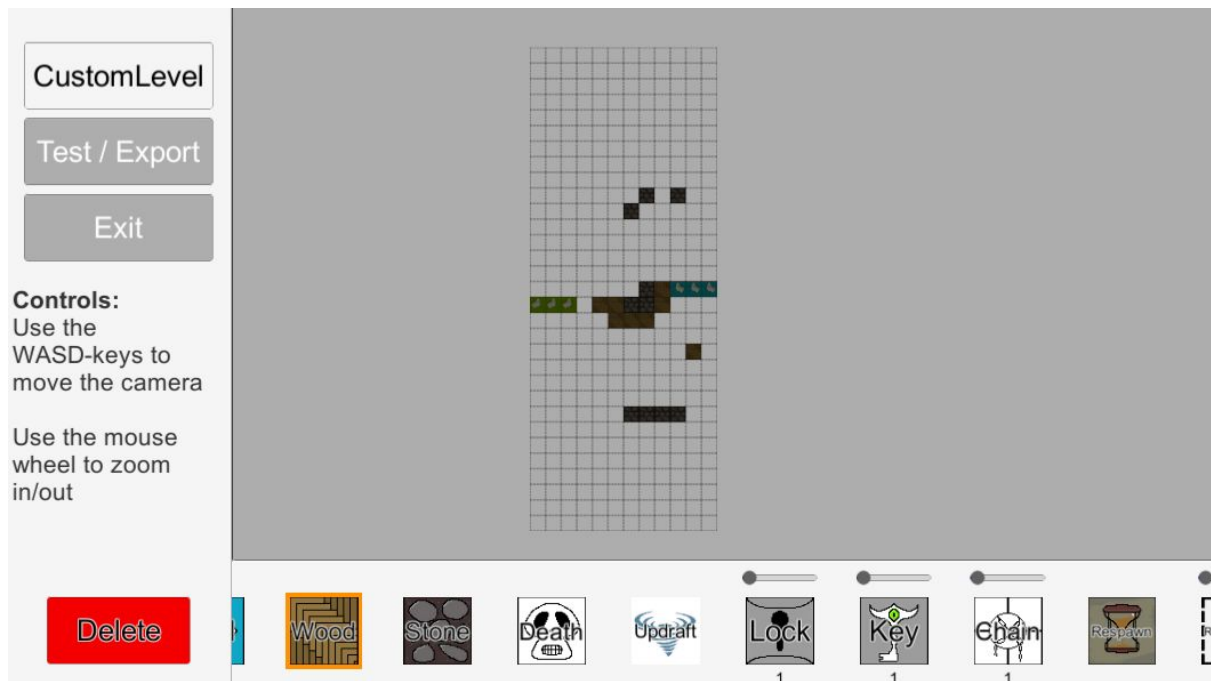 CustomLevel
Test / Export
Exit
Controls:
Use the
WASD-keys to
move the camera
Use the mouse
wheel to zoom
in/out
Delete
Wood
Stone
Death
Updraft
Lock
Key
Chain
Respawn
R
1
1
1